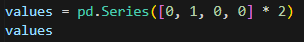 values = pd.Series([0, 1, 0, 0] * 2)
values